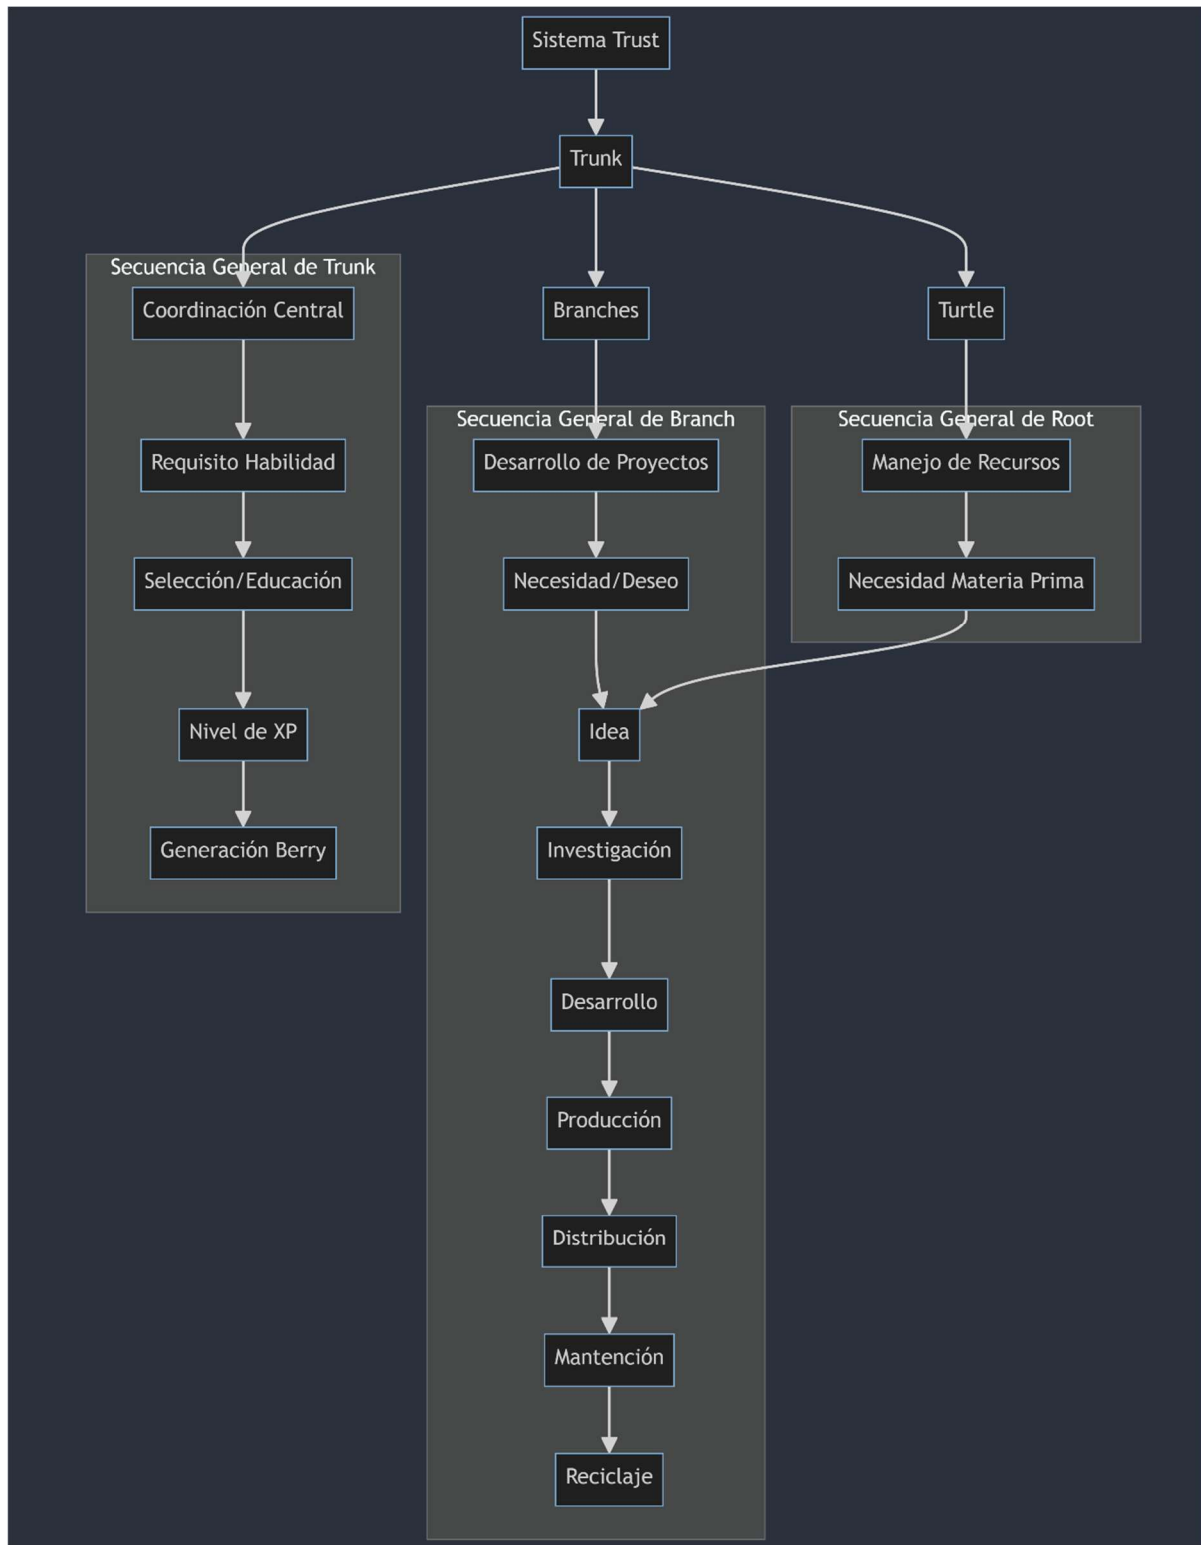 Sistema Trust
Trunk
Secuencia General de Trunk
Coordinación Central
Branches
Turtle
Secuencia General de Branch
Secuencia General de Root
Requisito Habilidad
Desarrollo de Proyectos
Manejo de Recursos
Selección/Educación
Necesidad/Deseo
Necesidad Materia Prima
Nivel de XP
Idea
Generación Berry
Investigación
Desarrollo
Producción
Distribución
Mantención
Reciclaje